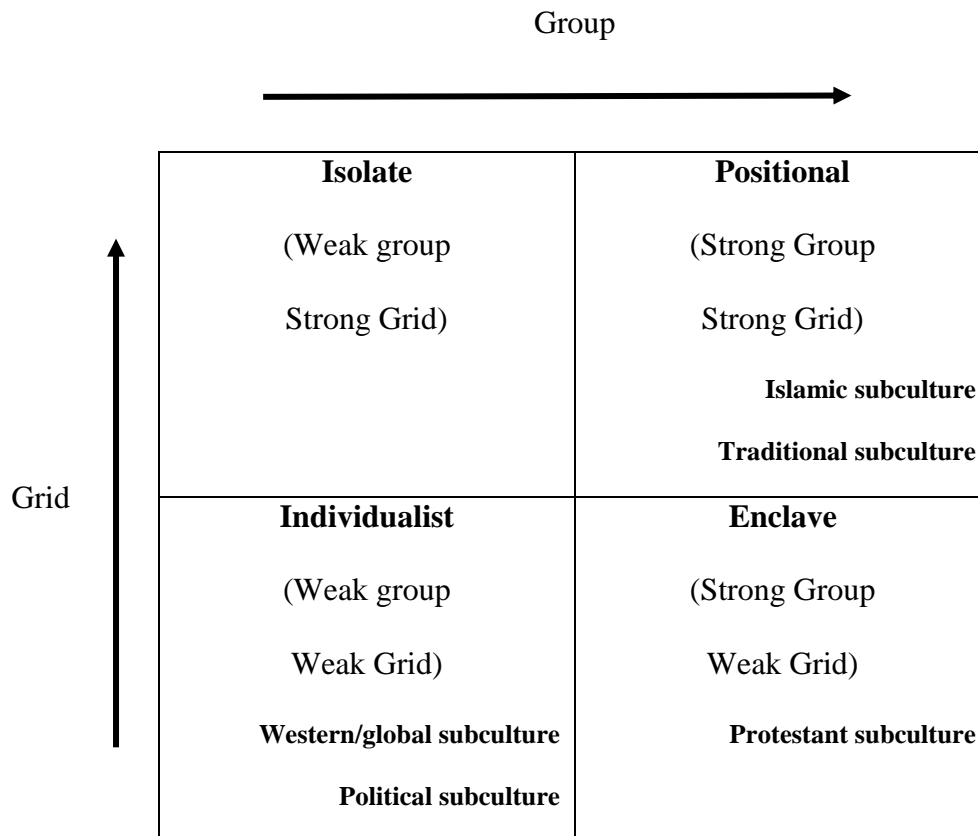 Group
Isolate
(Weak group
Strong Grid)
Positional
(Strong Group
Strong Grid)
Islamic subculture
Traditional subculture
Grid
Individualist
(Weak group
Weak Grid)
Western/global subculture
Political subculture
Enclave
(Strong Group
Weak Grid)
Protestant subculture